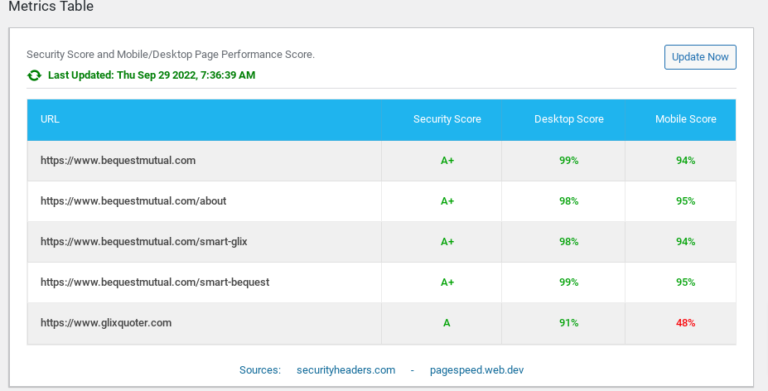 Metrics Table
Security Score and Mobile/Desktop Page Performance Score.
Update Now
Last Updated: Thu Sep 29 2022, 7:36:39 AM
URL Security Score Desktop Score Mobile Score
https://www.bequestmutual.com A+ 99% 94%
https://www.bequestmutual.com/about A+ 98% 95%
https://www.bequestmutual.com/smart-glix A+ 98% 94%
https://www.bequestmutual.com/smart-bequest A+ 99% 95%
https://www.glixquoter.com A 91% 48%
Sources: securityheaders.com - pagespeed.web.dev